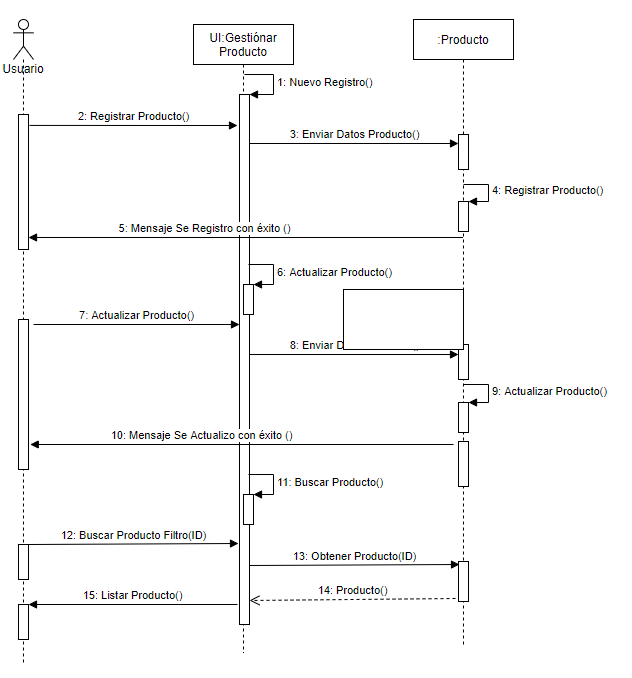 UI:Gestiónar
Producto
:Producto
Usuario
1: Nuevo Registro()
2: Registrar Producto()
3: Enviar Datos Producto()
4: Registrar Producto()
5: Mensaje Se Registro con éxito ()
6: Actualizar Producto()
7: Actualizar Producto()
8: Enviar
9: Actualizar Producto()
10: Mensaje Se Actualizo con éxito ()
11: Buscar Producto()
12: Buscar Producto Filtro(ID)
13: Obtener Producto(ID)
14: Producto()
15: Listar Producto()